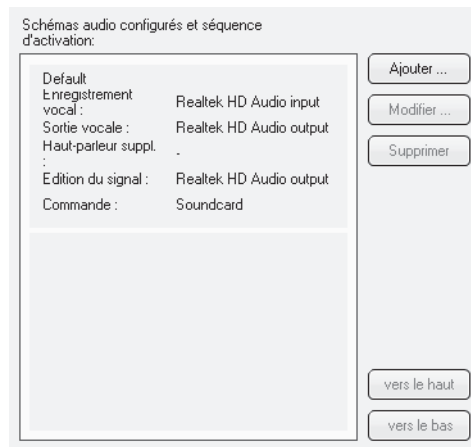 Schémas audio configurés et séquence
d'activation:
Default
Enregistrement
vocal :
Realtek HD Audio input
Sortie vocale :
Realtek HD Audio output
Haut-parleur suppl.
:
-
Edition du signal :
Realtek HD Audio output
Commande :
Soundcard
Ajouter ...
Modifier ...
Supprimer
vers le haut
vers le bas